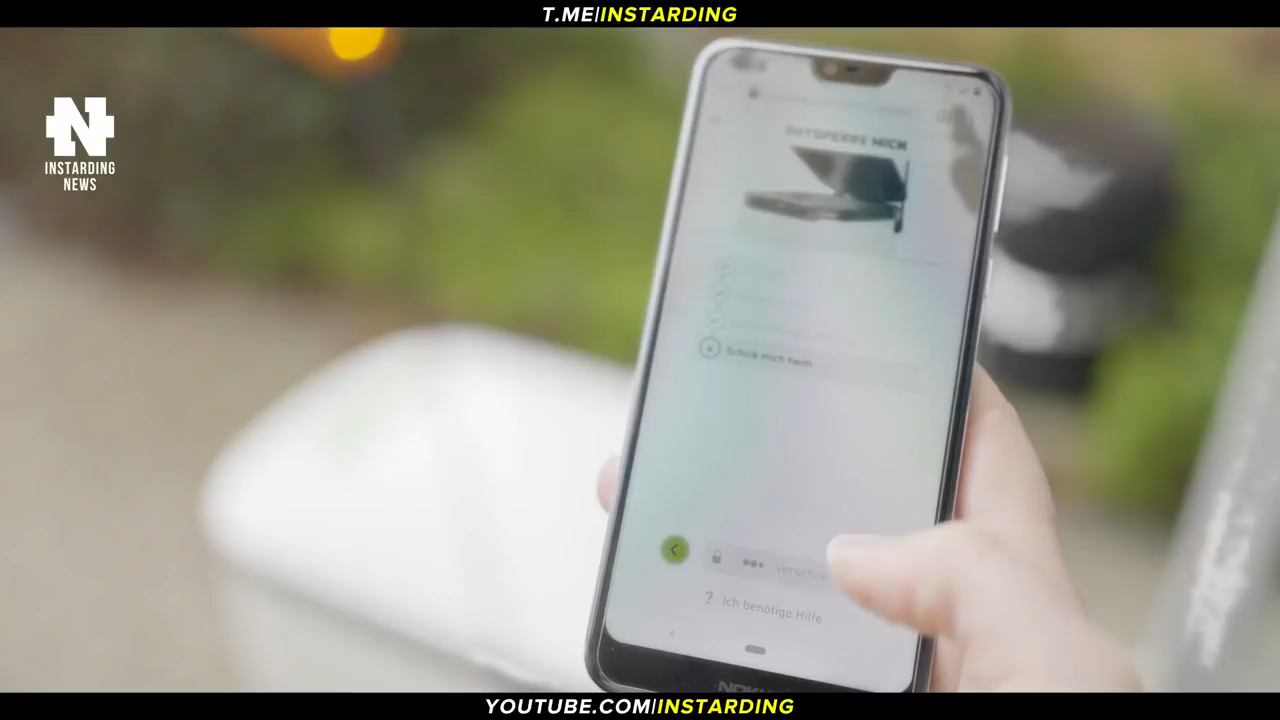 T.ME|INSTARDING
N
INSTARDING
NEWS
ENTSPERRE MICH
Schick mich heim
? Ich benötige Hilfe
NOKIA
YOUTUBE.COM|INSTARDING